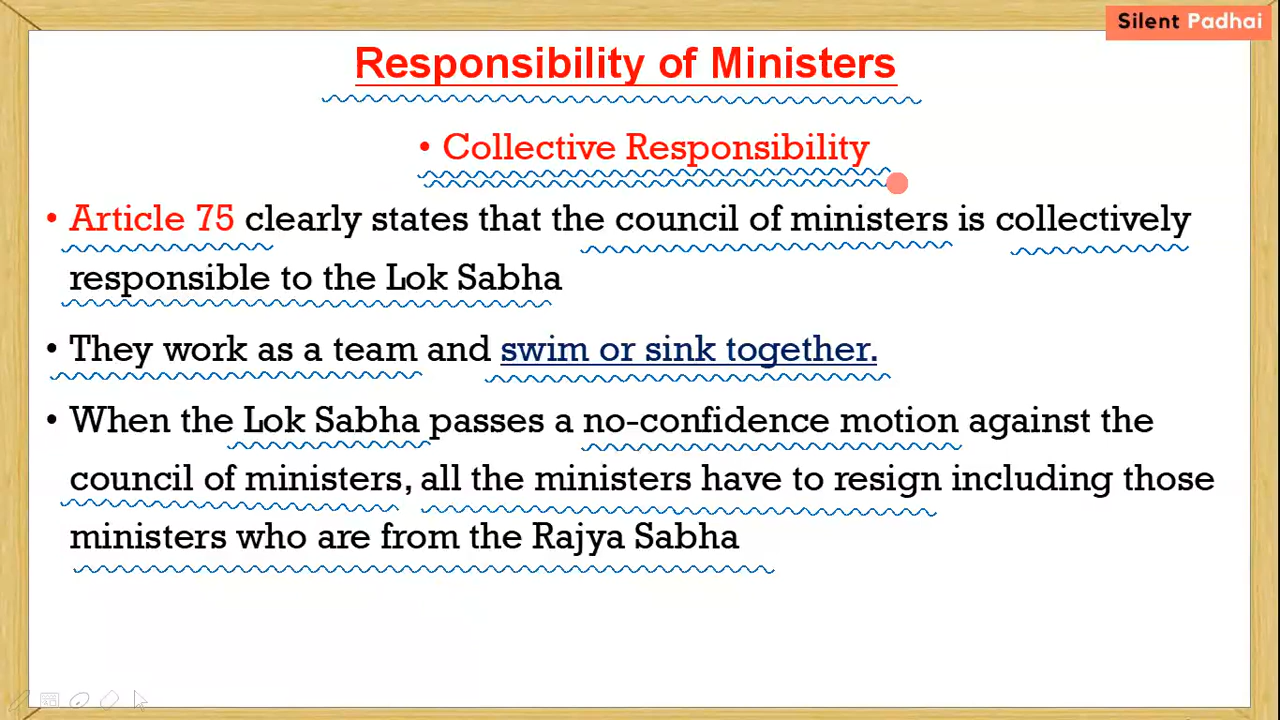 Silent Padhai
Responsibility of Ministers
• Collective Responsibility
• Article 75 clearly states that the council of ministers is collectively
responsible to the Lok Sabha
• They work as a team and swim or sink together.
• When the Lok Sabha passes a no-confidence motion against the
council of ministers, all the ministers have to resign including those
ministers who are from the Rajya Sabha